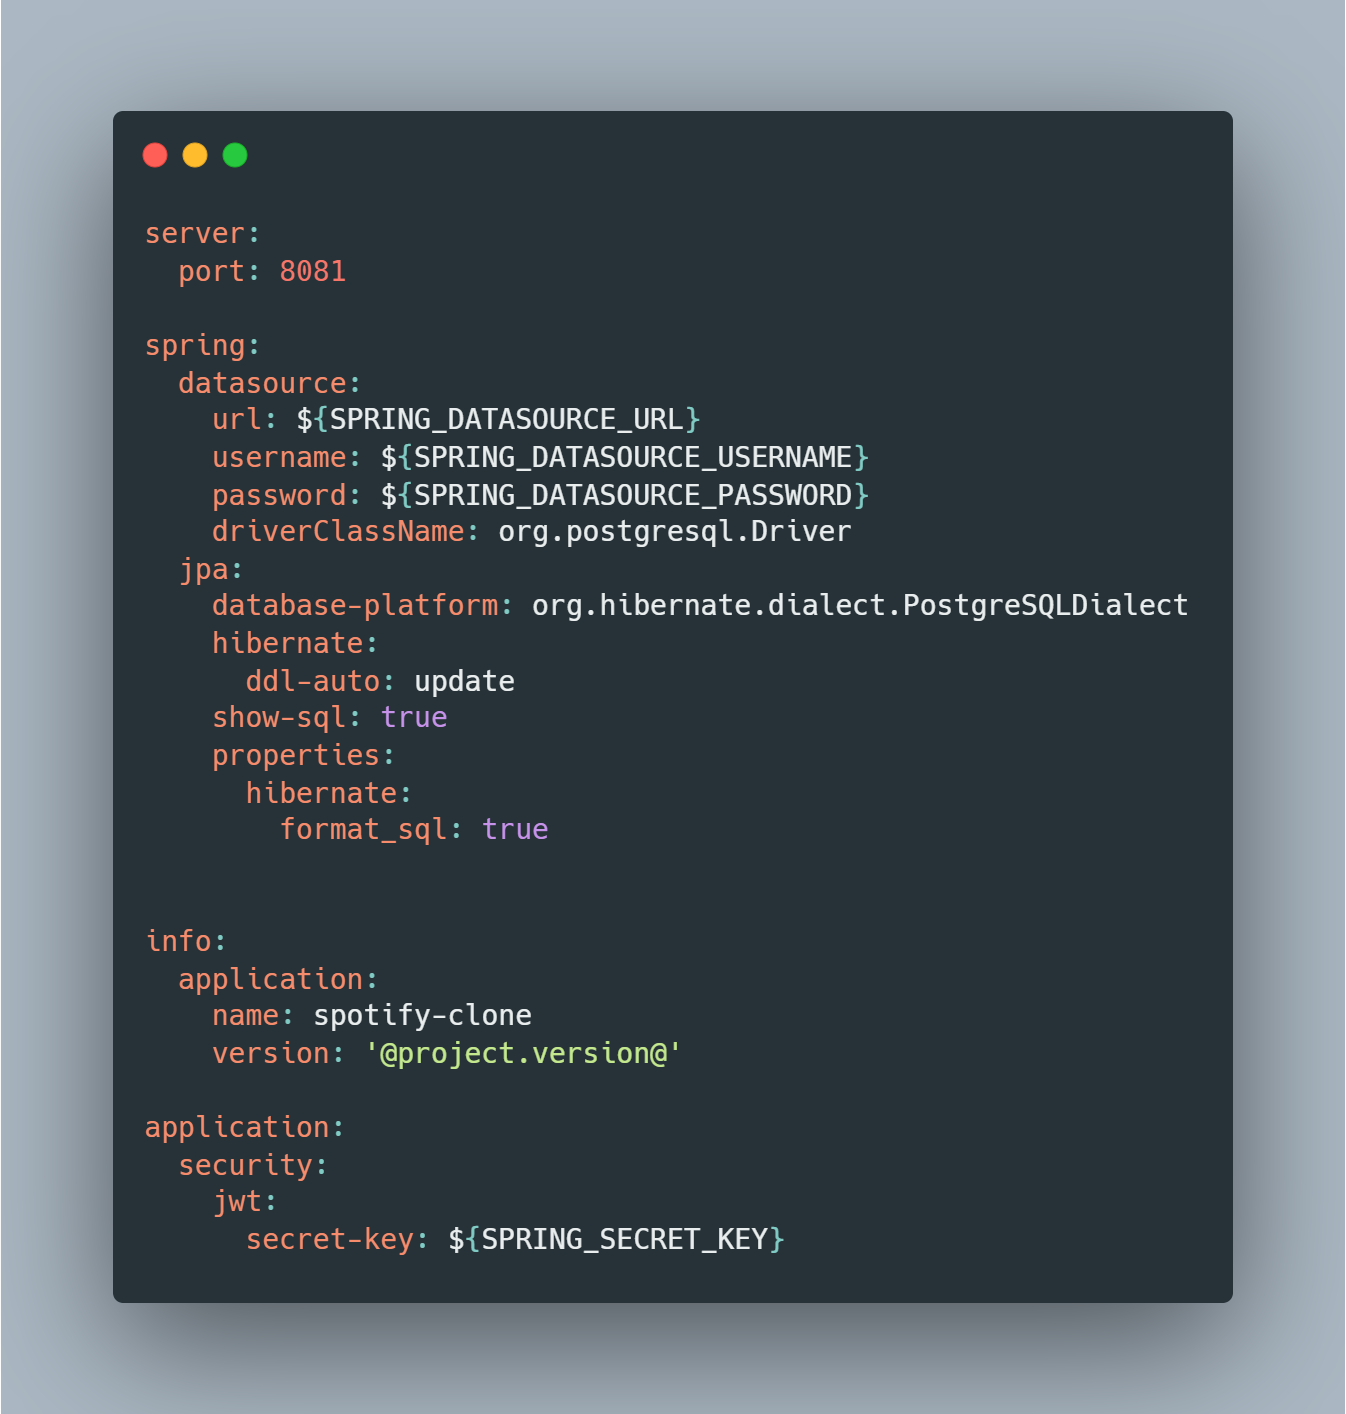 server:
  port: 8081

spring:
  datasource:
    url: ${SPRING_DATASOURCE_URL}
    username: ${SPRING_DATASOURCE_USERNAME}
    password: ${SPRING_DATASOURCE_PASSWORD}
    driverClassName: org.postgresql.Driver
  jpa:
    database-platform: org.hibernate.dialect.PostgreSQLDialect
    hibernate:
      ddl-auto: update
    show-sql: true
    properties:
      hibernate:
        format_sql: true


info:
  application:
    name: spotify-clone
    version: '@project.version@'

application:
  security:
    jwt:
      secret-key: ${SPRING_SECRET_KEY}